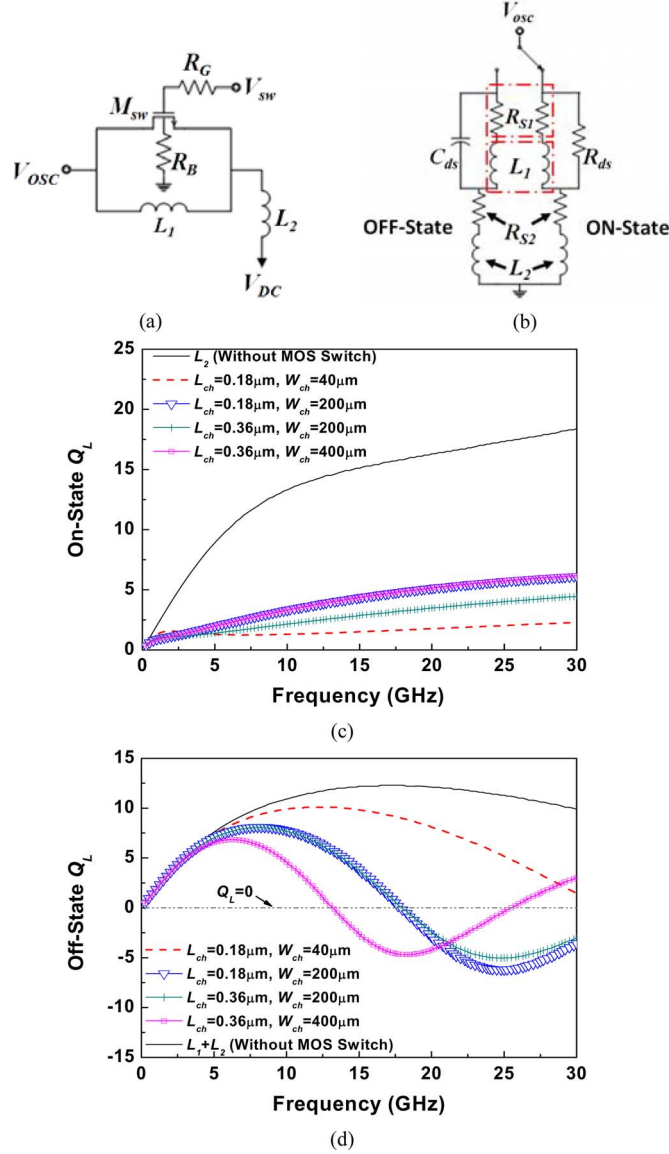 R_G
V_sw
M_sw
R_B
V_OSC
L_1
L_2
V_DC
(a)
V_osc
R_S1
C_ds
L_1
R_ds
OFF-State
R_S2
ON-State
L_2
(b)
25
20
15
10
5
0
On-State Q_L
L_2 (Without MOS Switch)
L_ch=0.18μm, W_ch=40μm
L_ch=0.18μm, W_ch=200μm
L_ch=0.36μm, W_ch=200μm
L_ch=0.36μm, W_ch=400μm
0 5 10 15 20 25 30
Frequency (GHz)
(c)
15
10
5
0
-5
-10
-15
Off-State Q_L
Q_L=0
L_ch=0.18μm, W_ch=40μm
L_ch=0.18μm, W_ch=200μm
L_ch=0.36μm, W_ch=200μm
L_ch=0.36μm, W_ch=400μm
L_1+L_2 (Without MOS Switch)
0 5 10 15 20 25 30
Frequency (GHz)
(d)